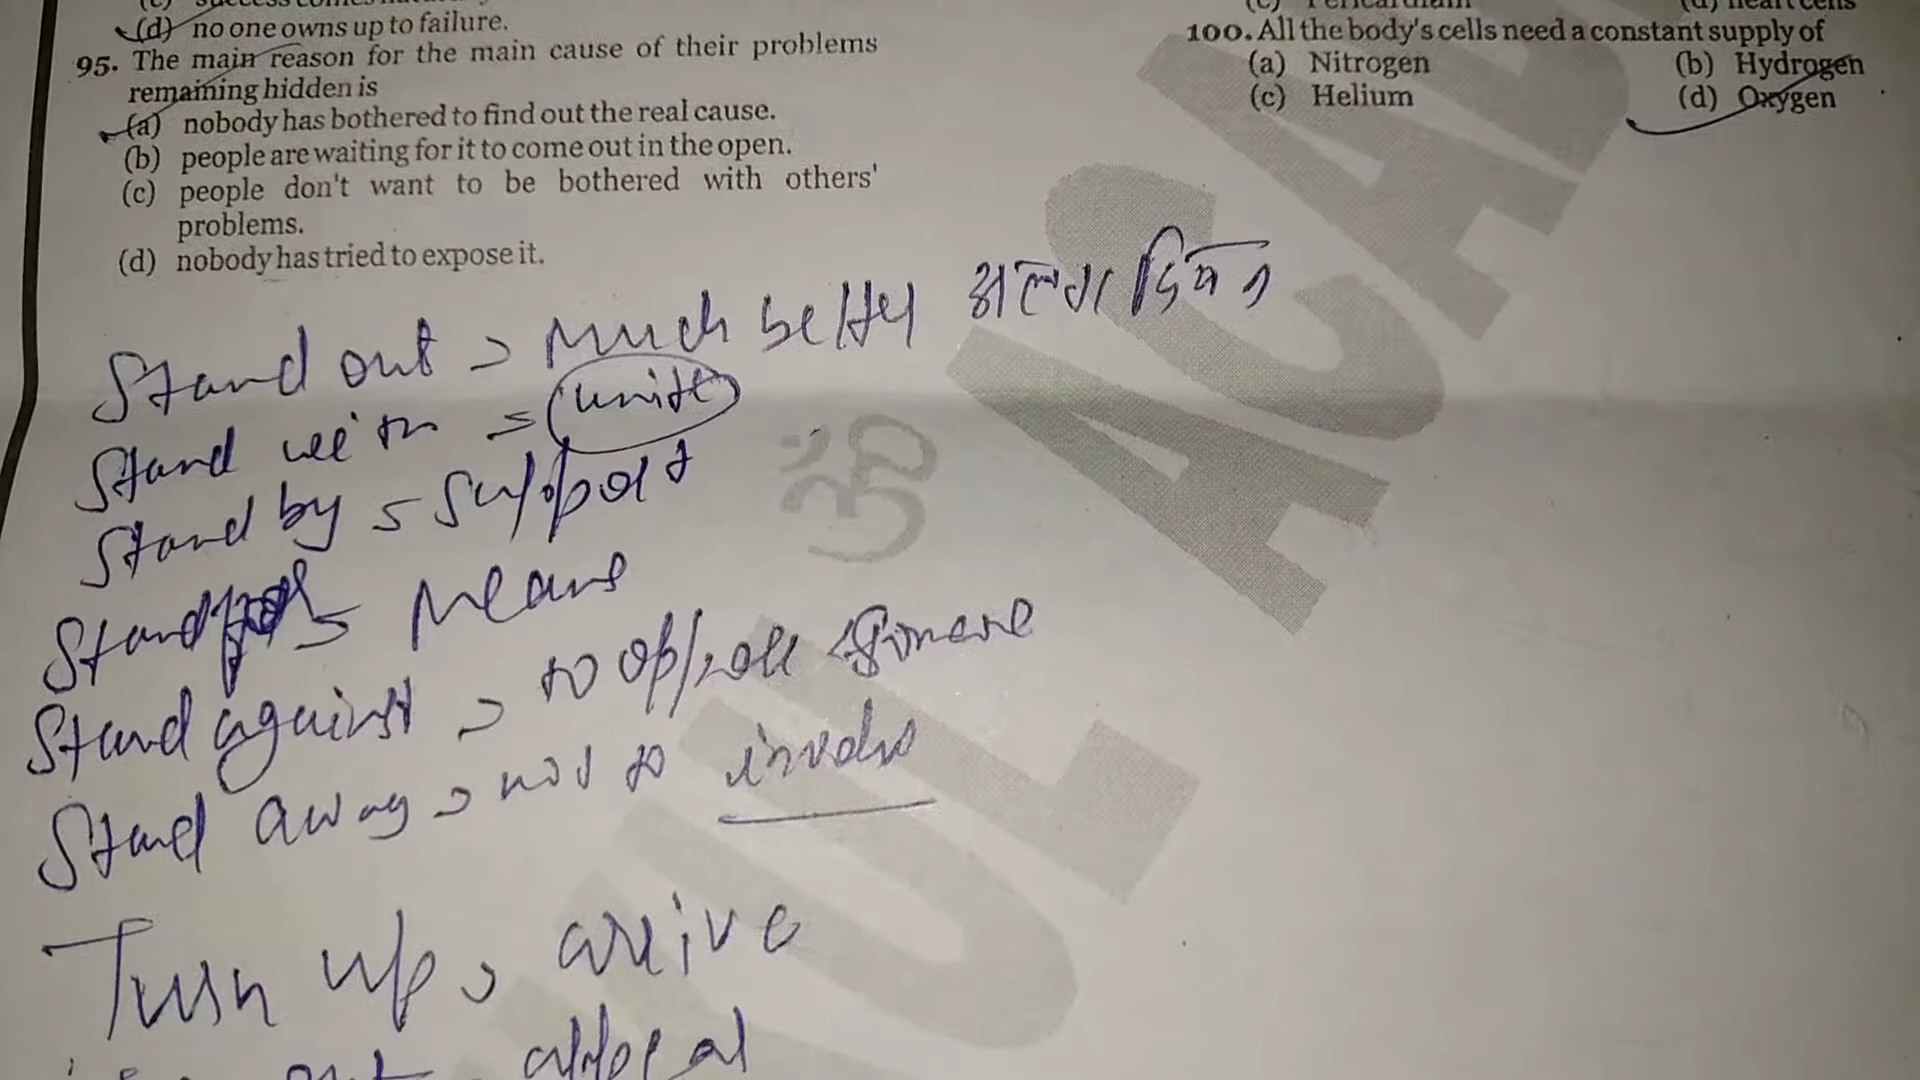 (d) no one owns up to failure.
95. The main reason for the main cause of their problems
remaining hidden is
(a) nobody has bothered to find out the real cause.
(b) people are waiting for it to come out in the open.
(c) people don't want to be bothered with others'
problems.
(d) nobody has tried to expose it.
100. All the body's cells need a constant supply of
(a) Nitrogen (b) Hydrogen
(c) Helium (d) Oxygen
Stand out = Much better अलग
Stand with = unite
Stand by = support
Stand for = Means
Stand against = to oppose
Stand away = not to involve
Turn up = arrive
out
ACAD
ॐ